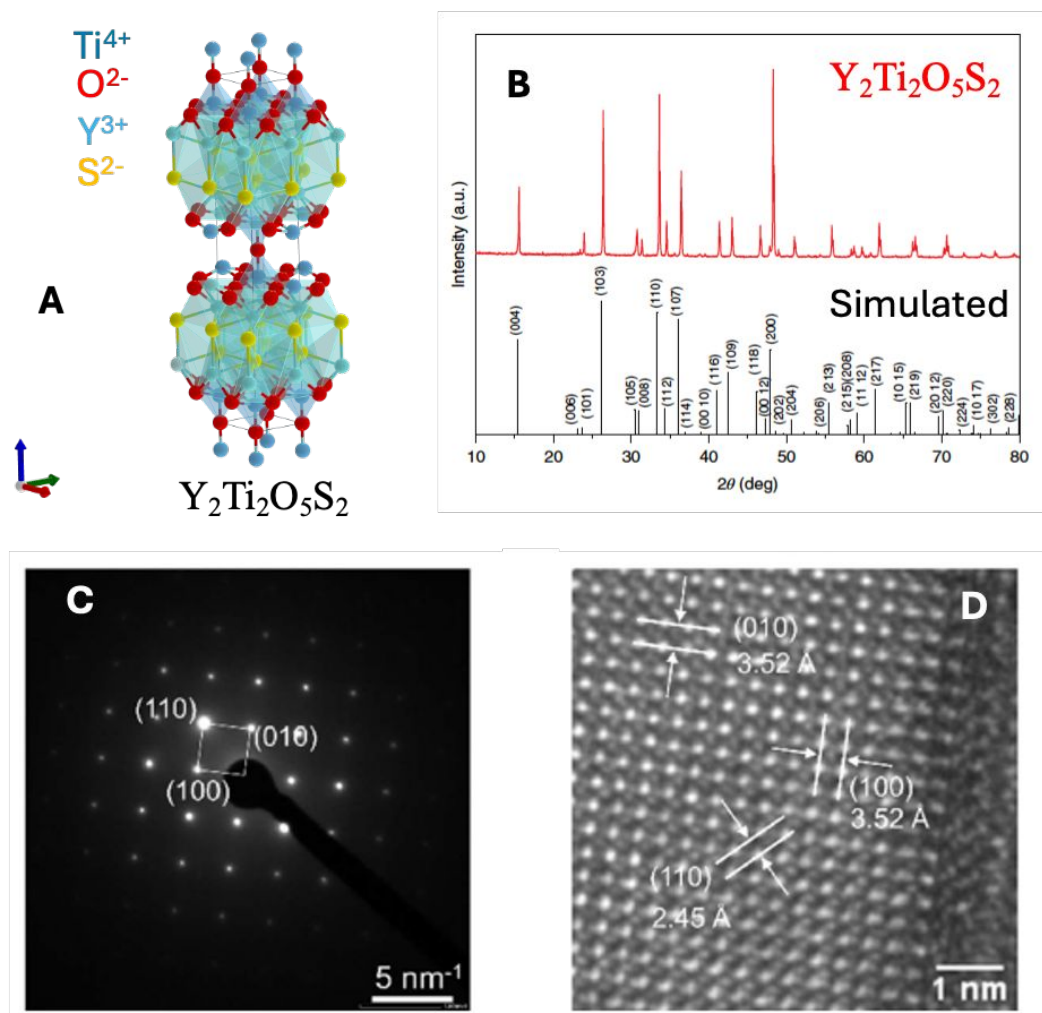 Ti4+
O2-
Y3+
S2-
A
Y2Ti2O5S2
B
Y2Ti2O5S2
Simulated
Intensity (a.u.)
(004)
(006)
(101)
(103)
(105)
(008)
(110)
(112)
(107)
(114)
(00 10)
(116)
(109)
(118)
(00 12)
(200)
(202)
(204)
(206)
(213)
(215)
(208)
(11 12)
(217)
(10 15)
(219)
(20 12)
(220)
(224)
(10 17)
(302)
(228)
10 20 30 40 50 60 70 80
2θ (deg)
C
(110)
(010)
(100)
5 nm-1
D
(010)
3.52 Å
(100)
3.52 Å
(110)
2.45 Å
1 nm